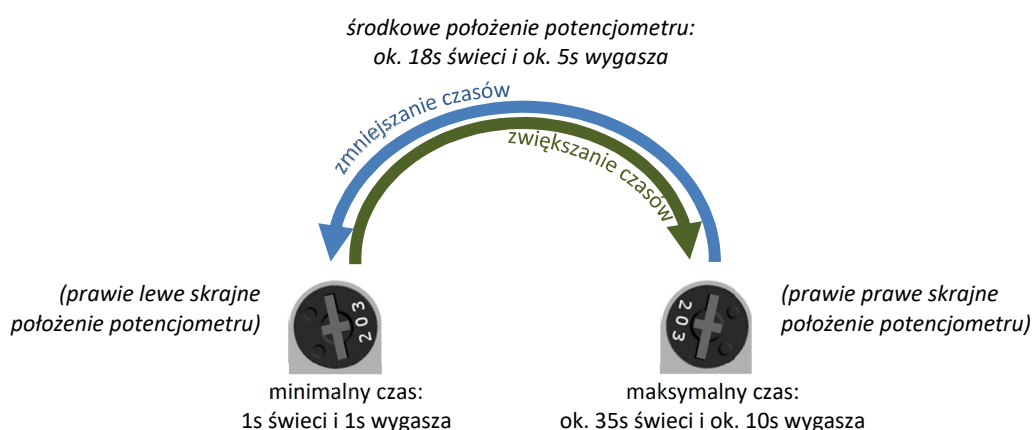 środkowe położenie potencjometru:
ok. 18s świeci i ok. 5s wygasza
zmniejszanie czasów
zwiększanie czasów
(prawie lewe skrajne
położenie potencjometru)
203
203
(prawie prawe skrajne
położenie potencjometru)
minimalny czas:
1s świeci i 1s wygasza
maksymalny czas:
ok. 35s świeci i ok. 10s wygasza